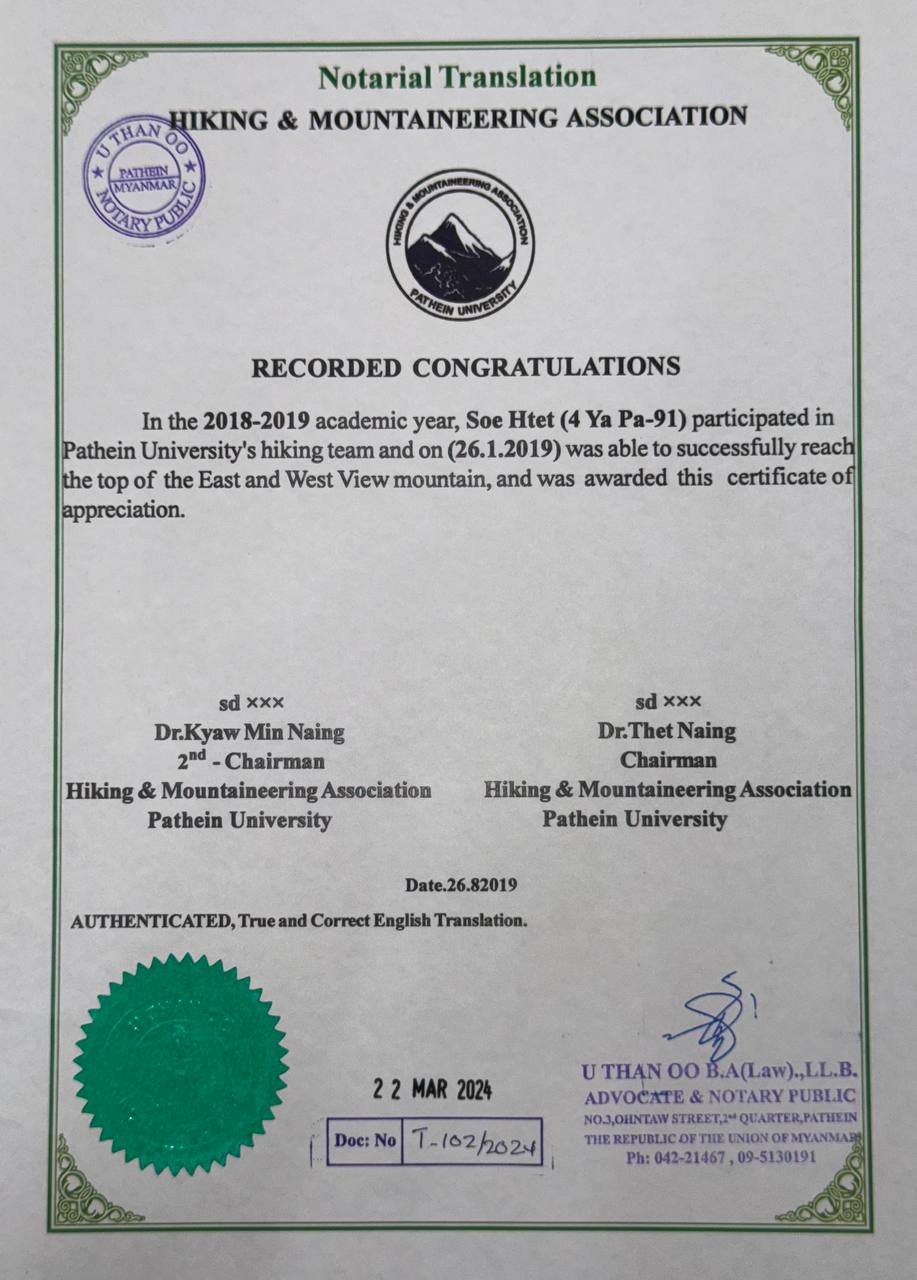 Notarial Translation
HIKING & MOUNTAINEERING ASSOCIATION
U THAN OO
PATHEIN
MYANMAR
NOTARY PUBLIC
HIKING & MOUNTAINEERING ASSOCIATION
PATHEIN UNIVERSITY
RECORDED CONGRATULATIONS
In the 2018-2019 academic year, Soe Htet (4 Ya Pa-91) participated in
Pathein University's hiking team and on (26.1.2019) was able to successfully reach
the top of the East and West View mountain, and was awarded this certificate of
appreciation.
sd ×××
Dr.Kyaw Min Naing
2nd - Chairman
Hiking & Mountaineering Association
Pathein University
sd ×××
Dr.Thet Naing
Chairman
Hiking & Mountaineering Association
Pathein University
Date.26.82019
AUTHENTICATED, True and Correct English Translation.
22 MAR 2024
Doc: No T-102/2024
U THAN OO B.A(Law).,LL.B.
ADVOCATE & NOTARY PUBLIC
NO.3,OHNTAW STREET,2nd QUARTER,PATHEIN
THE REPUBLIC OF THE UNION OF MYANMAR
Ph: 042-21467 , 09-5130191